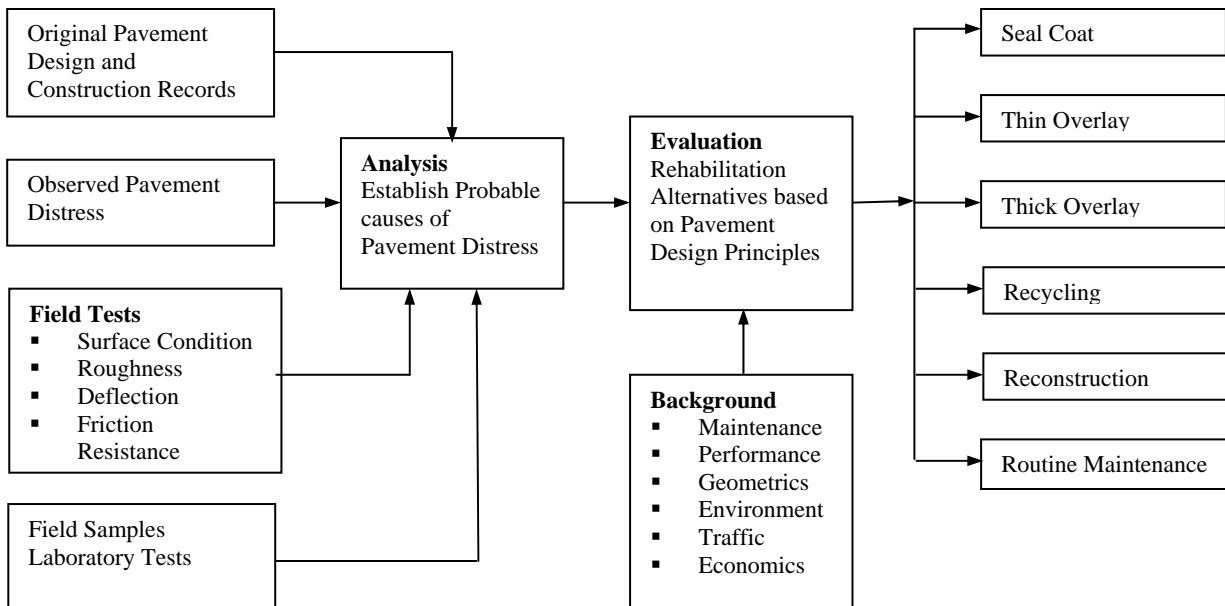 Original Pavement
Design and
Construction Records
Observed Pavement
Distress
Field Tests
▪ Surface Condition
▪ Roughness
▪ Deflection
▪ Friction
Resistance
Field Samples
Laboratory Tests
Analysis
Establish Probable
causes of
Pavement Distress
Evaluation
Rehabilitation
Alternatives based
on Pavement
Design Principles
Background
▪ Maintenance
▪ Performance
▪ Geometrics
▪ Environment
▪ Traffic
▪ Economics
Seal Coat
Thin Overlay
Thick Overlay
Recycling
Reconstruction
Routine Maintenance